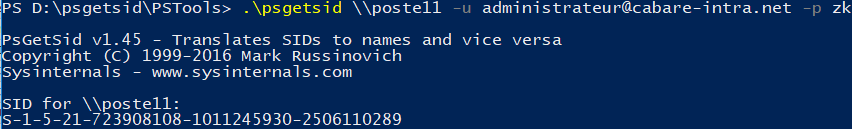 PS D:\psgetsid\PSTools> .\psgetsid \\poste11 -u administrateur@cabare-intra.net -p zk
PsGetSid v1.45 - Translates SIDs to names and vice versa
Copyright (C) 1999-2016 Mark Russinovich
Sysinternals - www.sysinternals.com
SID for \\poste11:
S-1-5-21-723908108-1011245930-2506110289